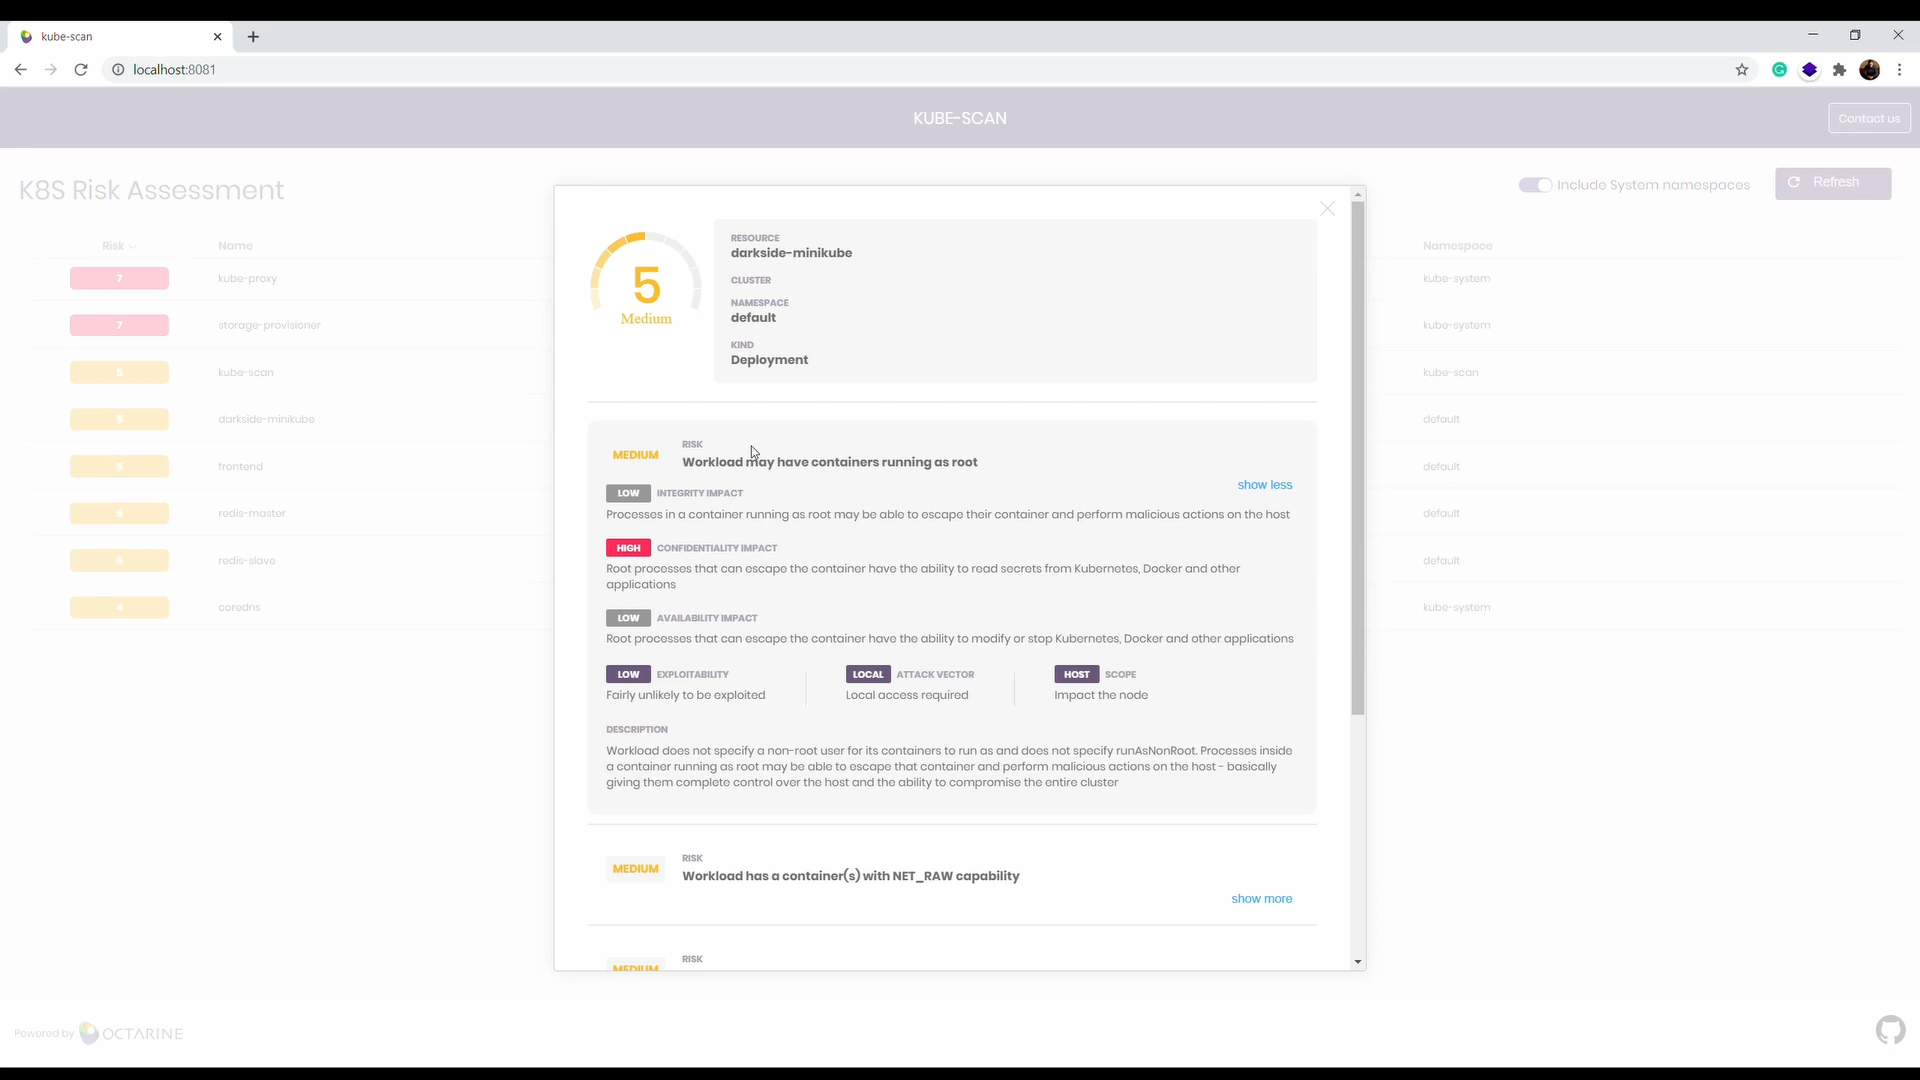 kube-scan
localhost:8081
KUBE-SCAN
Contact us
K8S Risk Assessment
Include System namespaces
Refresh
Risk
Name
Namespace
7
kube-proxy
kube-system
7
storage-provisioner
kube-system
5
kube-scan
kube-scan
5
darkside-minikube
default
5
frontend
default
5
redis-master
default
5
redis-slave
default
4
coredns
kube-system
5
Medium
RESOURCE
darkside-minikube
CLUSTER
NAMESPACE
default
KIND
Deployment
MEDIUM
RISK
Workload may have containers running as root
show less
LOW INTEGRITY IMPACT
Processes in a container running as root may be able to escape their container and perform malicious actions on the host
HIGH CONFIDENTIALITY IMPACT
Root processes that can escape the container have the ability to read secrets from Kubernetes, Docker and other
applications
LOW AVAILABILITY IMPACT
Root processes that can escape the container have the ability to modify or stop Kubernetes, Docker and other applications
LOW EXPLOITABILITY
Fairly unlikely to be exploited
LOCAL ATTACK VECTOR
Local access required
HOST SCOPE
Impact the node
DESCRIPTION
Workload does not specify a non-root user for its containers to run as and does not specify runAsNonRoot. Processes inside
a container running as root may be able to escape that container and perform malicious actions on the host - basically
giving them complete control over the host and the ability to compromise the entire cluster
MEDIUM
RISK
Workload has a container(s) with NET_RAW capability
show more
MEDIUM
RISK
Powered by OCTARINE